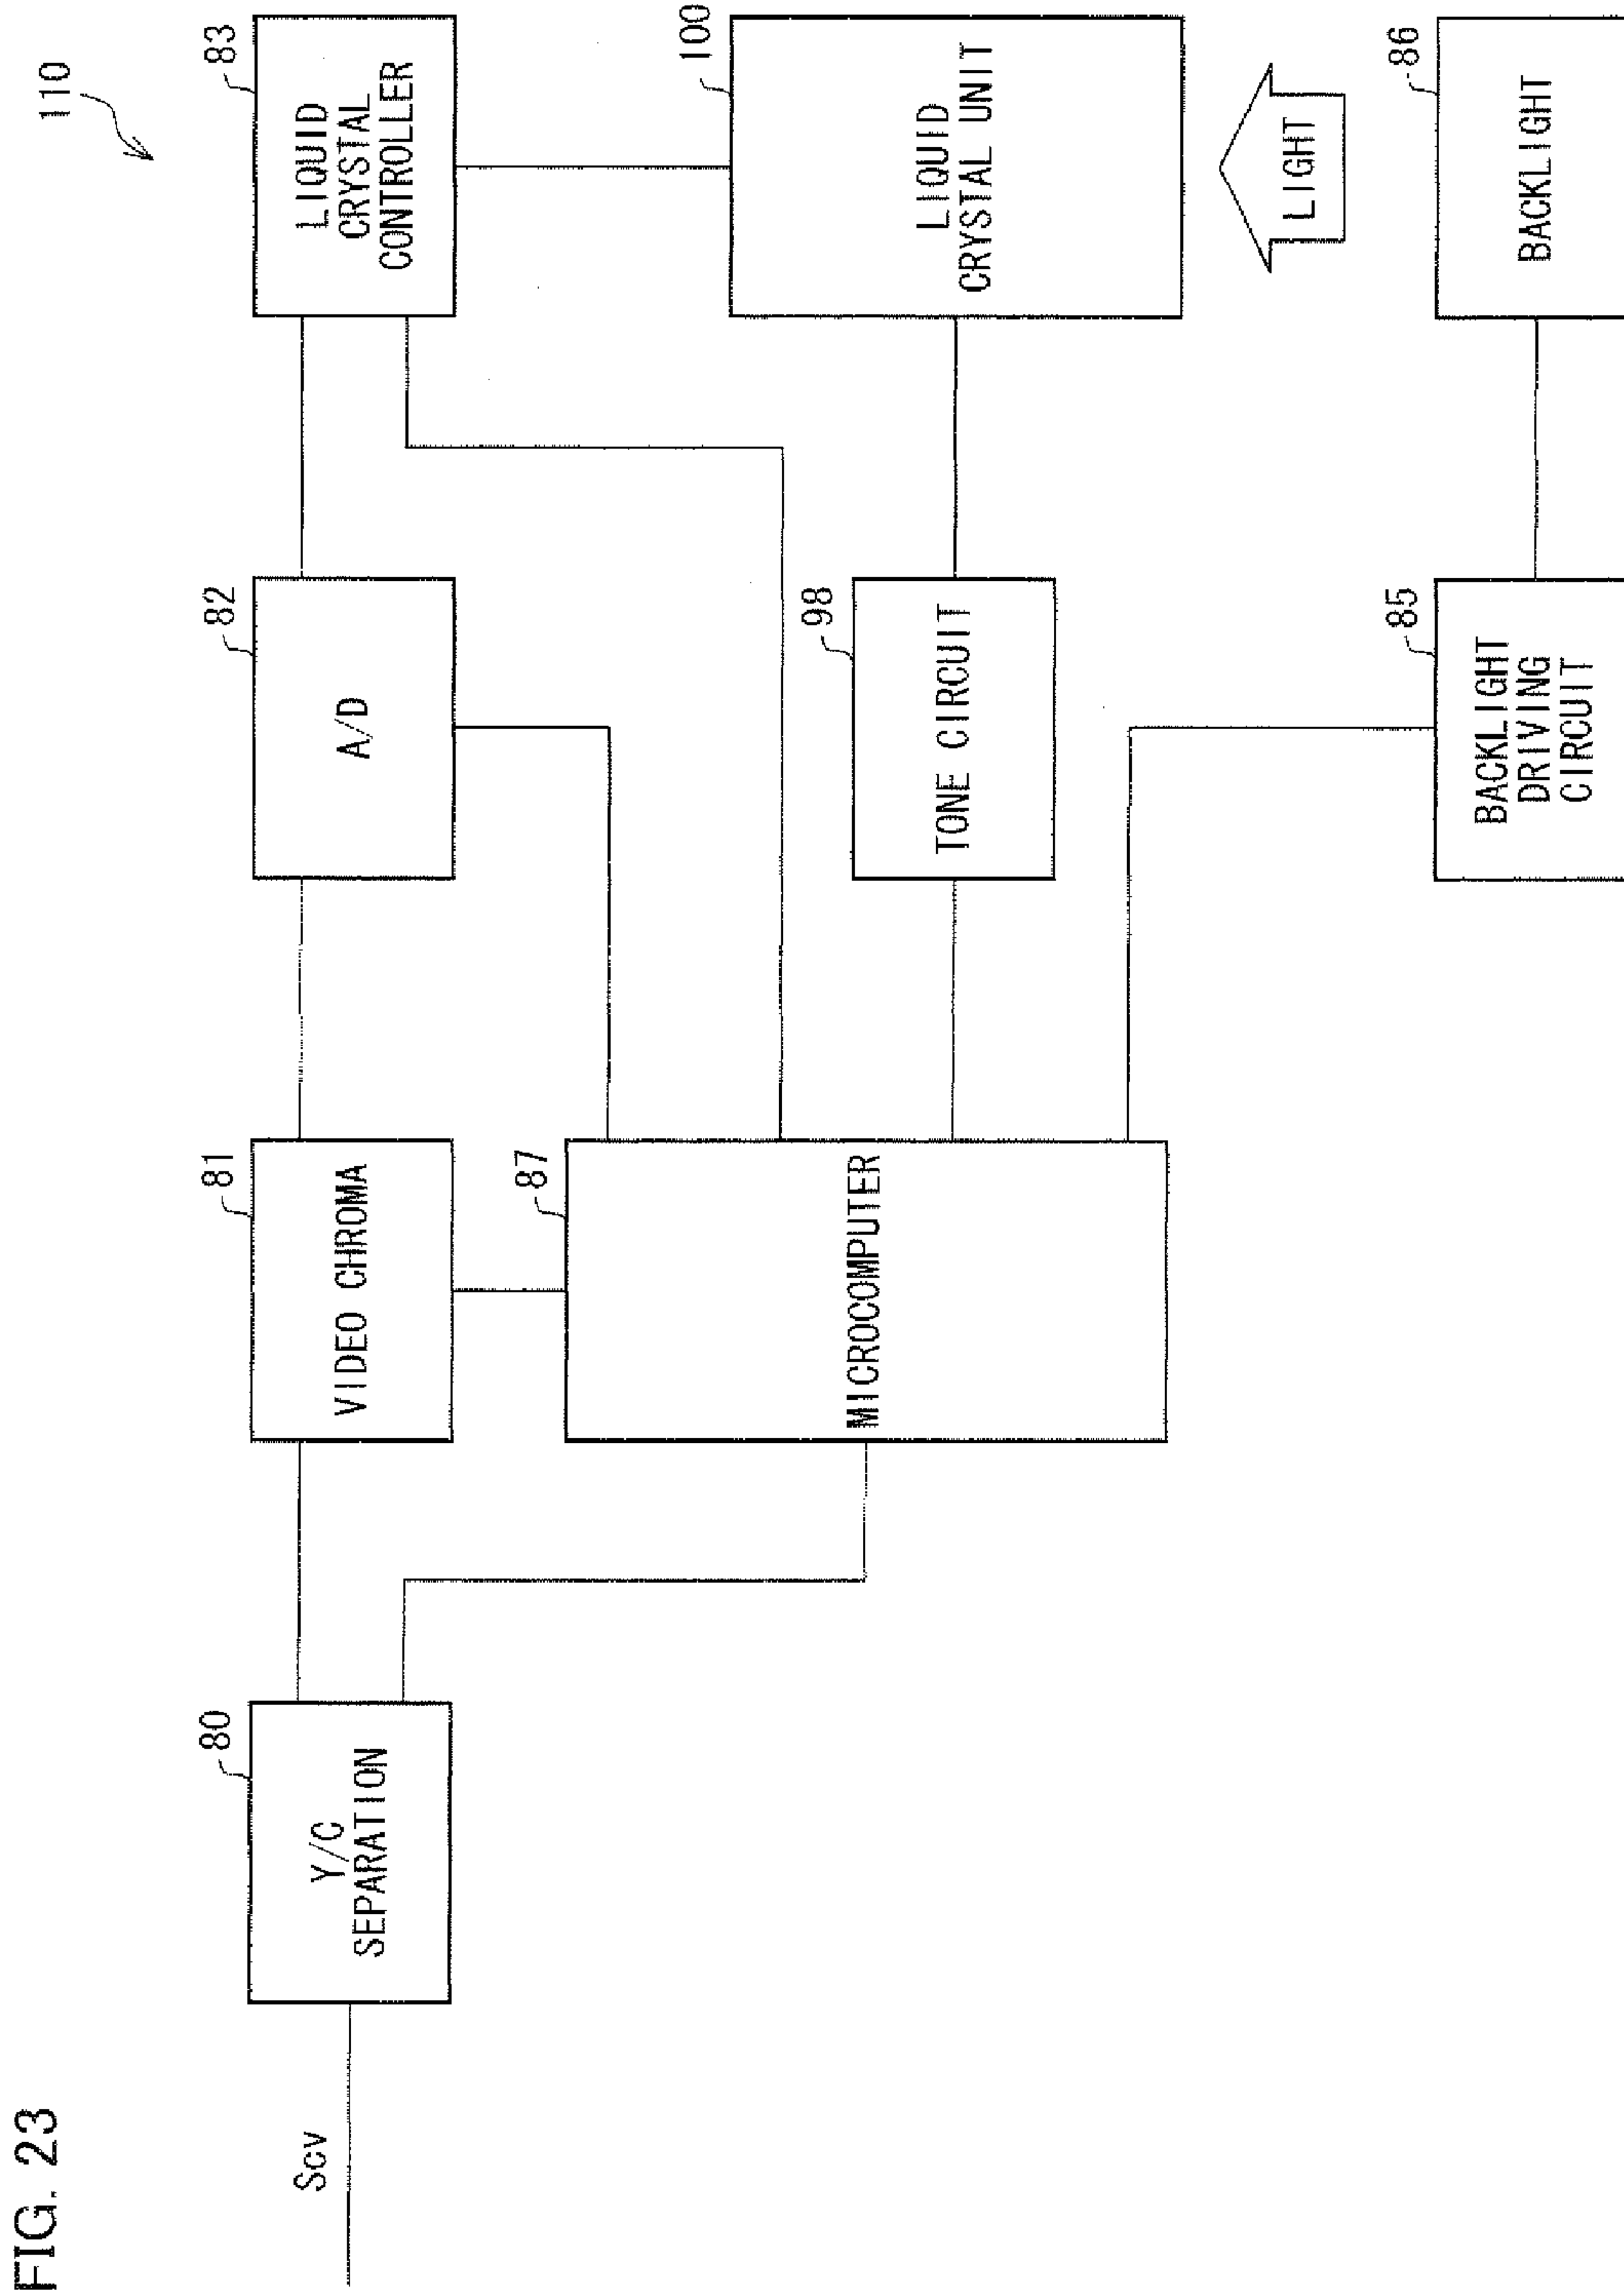 FIG. 23
110
Scv
80
Y/C
SEPARATION
81
VIDEO CHROMA
82
A/D
83
LIQUID
CRYSTAL
CONTROLLER
87
MICROCOMPUTER
98
TONE CIRCUIT
100
LIQUID
CRYSTAL UNIT
LIGHT
85
BACKLIGHT
DRIVING
CIRCUIT
86
BACKLIGHT